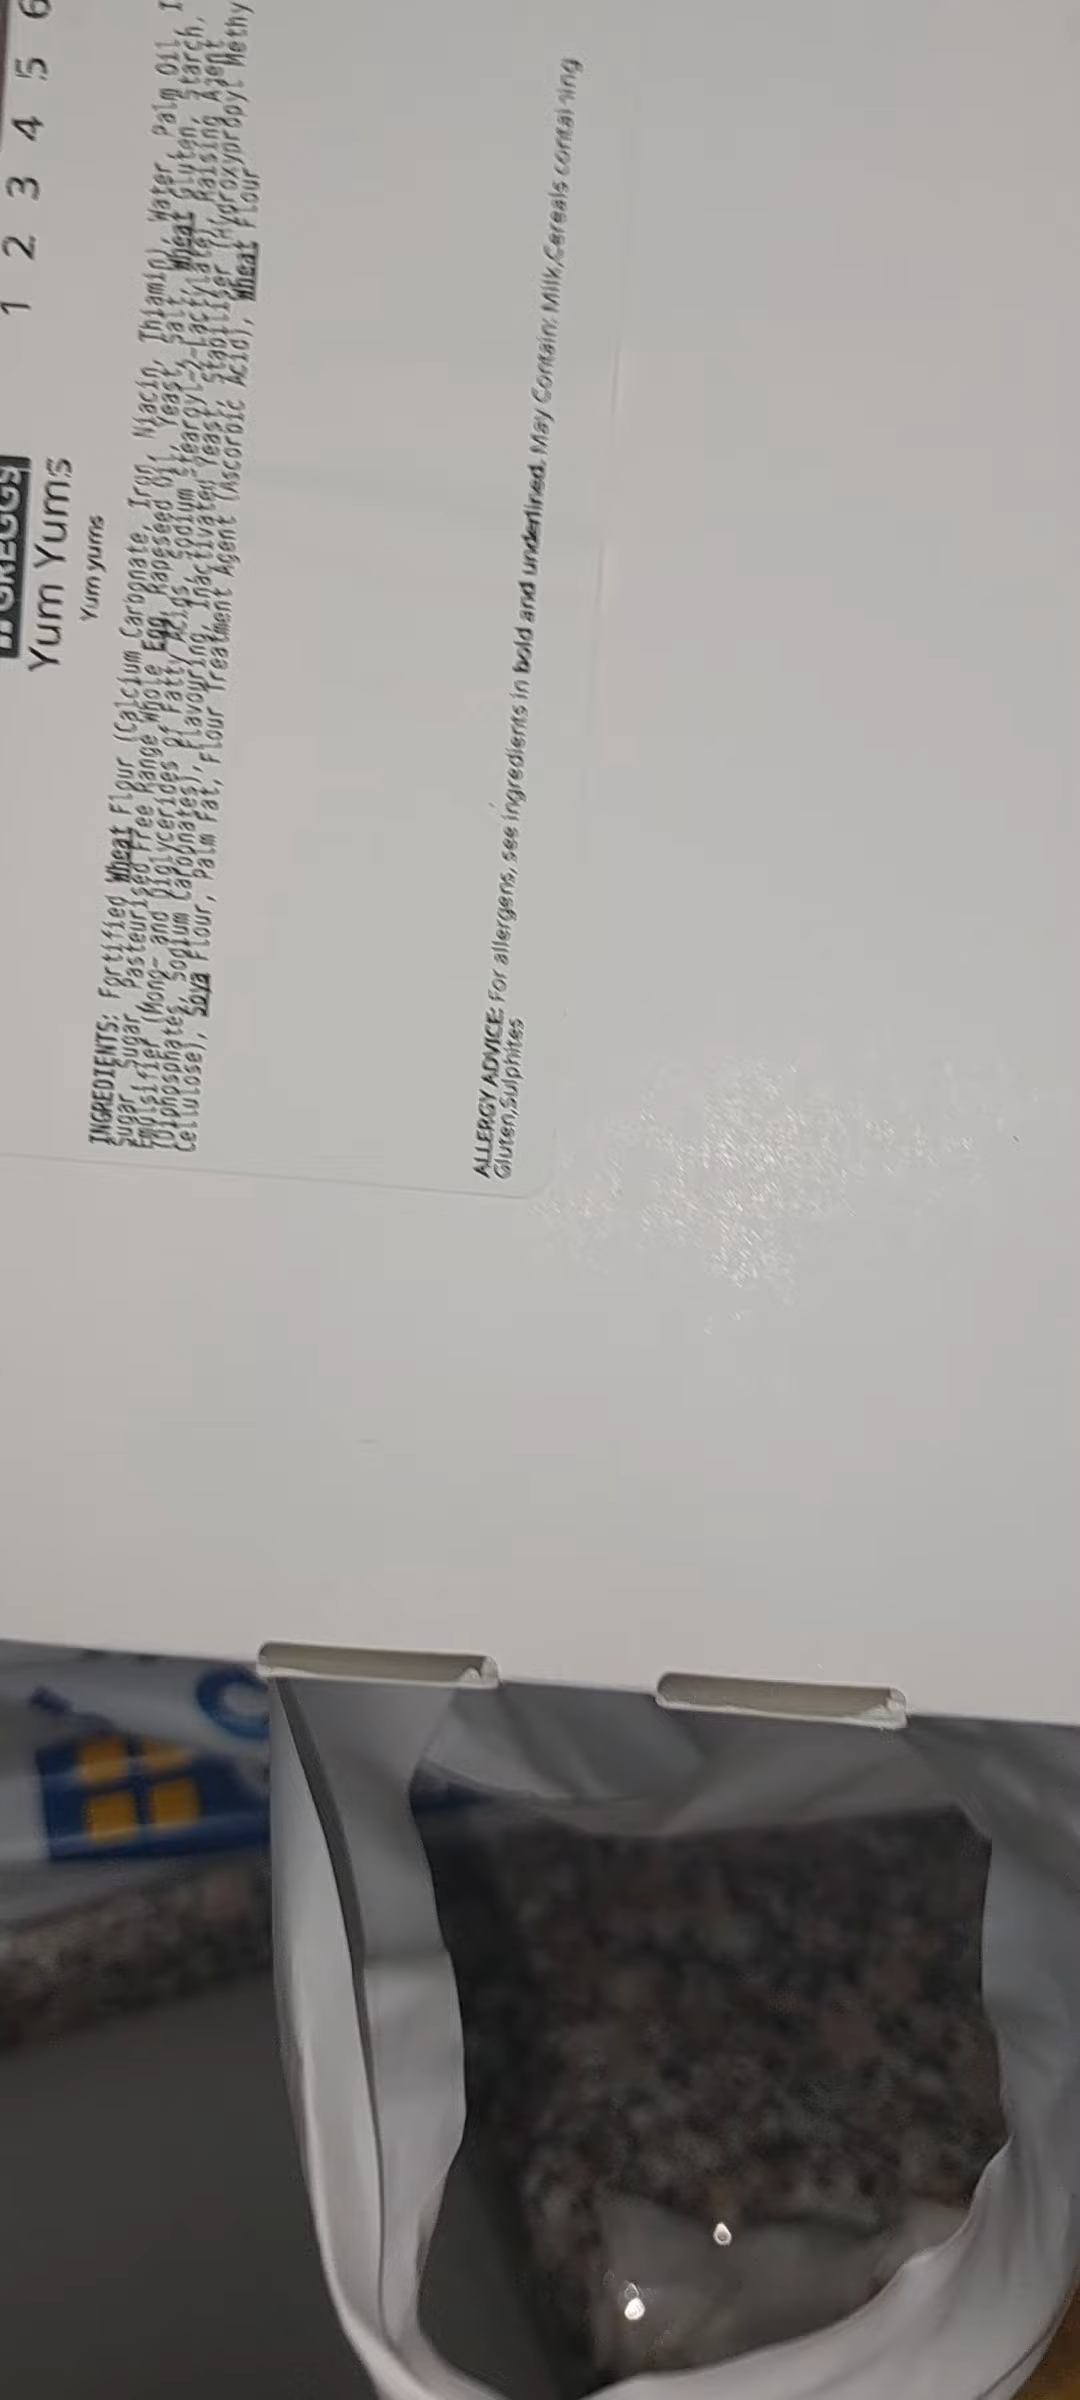 1 2 3 4 5 6
GREGGS
Yum Yums
Yum yums
INGREDIENTS: Fortified Wheat Flour (Calcium Carbonate, Iron, Niacin, Thiamin), Water, Palm Oil,
Sugar, Sugar, Pasteurised Free Range Whole Egg, Rapeseed Oil, Yeast, Salt, Wheat Gluten, Starch,
Emulsifier (Mono- and Diglycerides of Fatty Acids, Sodium Stearoyl-2-Lactylate), Raising Agent
(Diphosphates, Sodium Carbonates), Flavouring, Inactivated Yeast, Stabiliser (Hydroxypropyl Methy
Cellulose), Soya Flour, Palm Fat, Flour Treatment Agent (Ascorbic Acid), Wheat Flour
ALLERGY ADVICE: For allergens, see ingredients in bold and underlined. May Contain: Milk,Cereals containing
Gluten,Sulphites